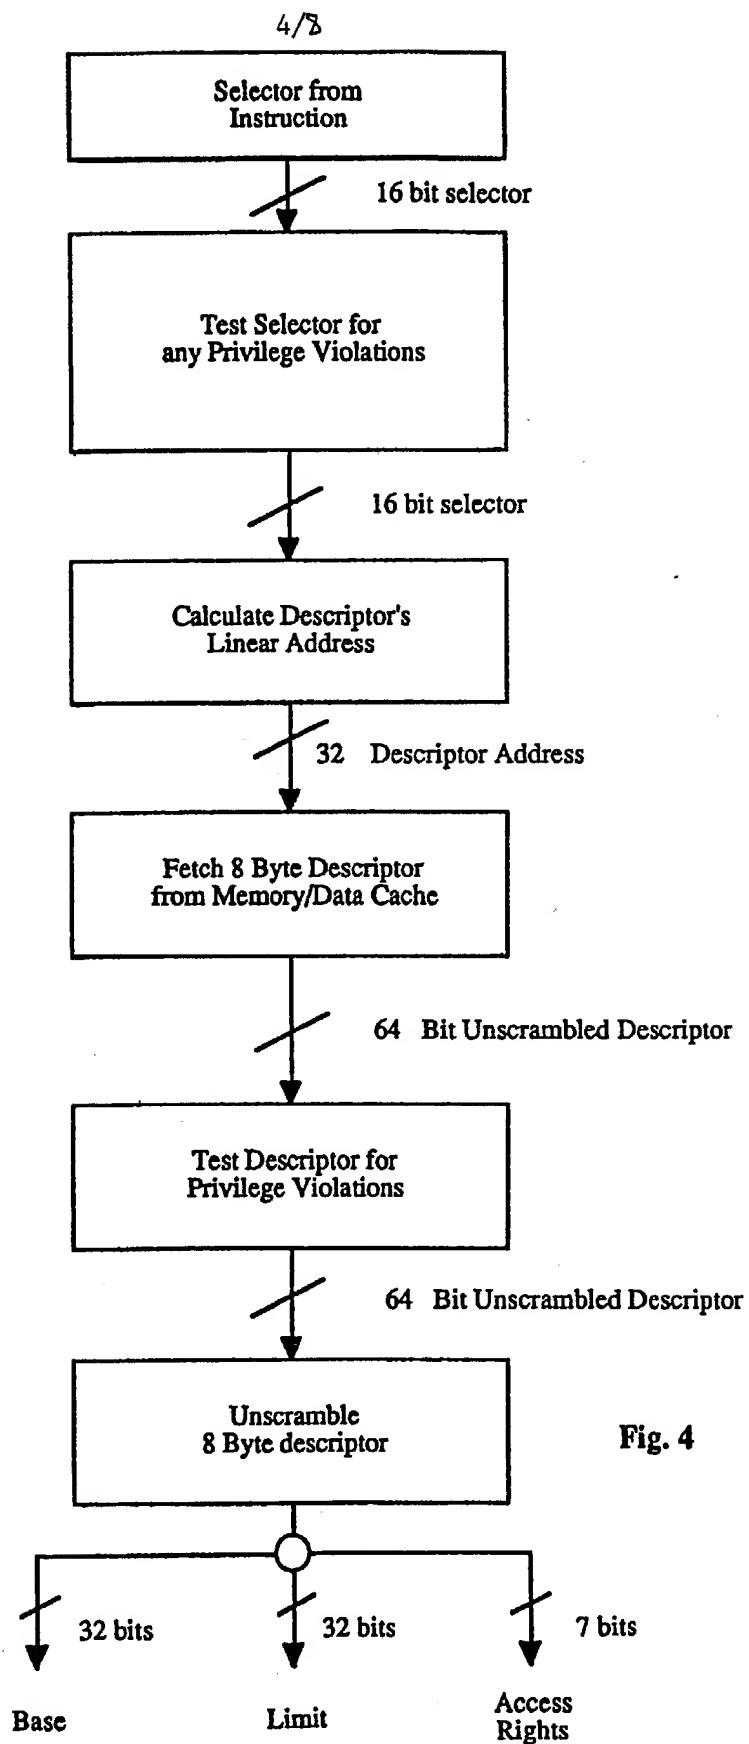 4/8
Selector from
Instruction
16 bit selector
Test Selector for
any Privilege Violations
16 bit selector
Calculate Descriptor's
Linear Address
32 Descriptor Address
Fetch 8 Byte Descriptor
from Memory/Data Cache
64 Bit Unscrambled Descriptor
Test Descriptor for
Privilege Violations
64 Bit Unscrambled Descriptor
Unscramble
8 Byte descriptor
Fig. 4
32 bits
32 bits
7 bits
Base
Limit
Access
Rights